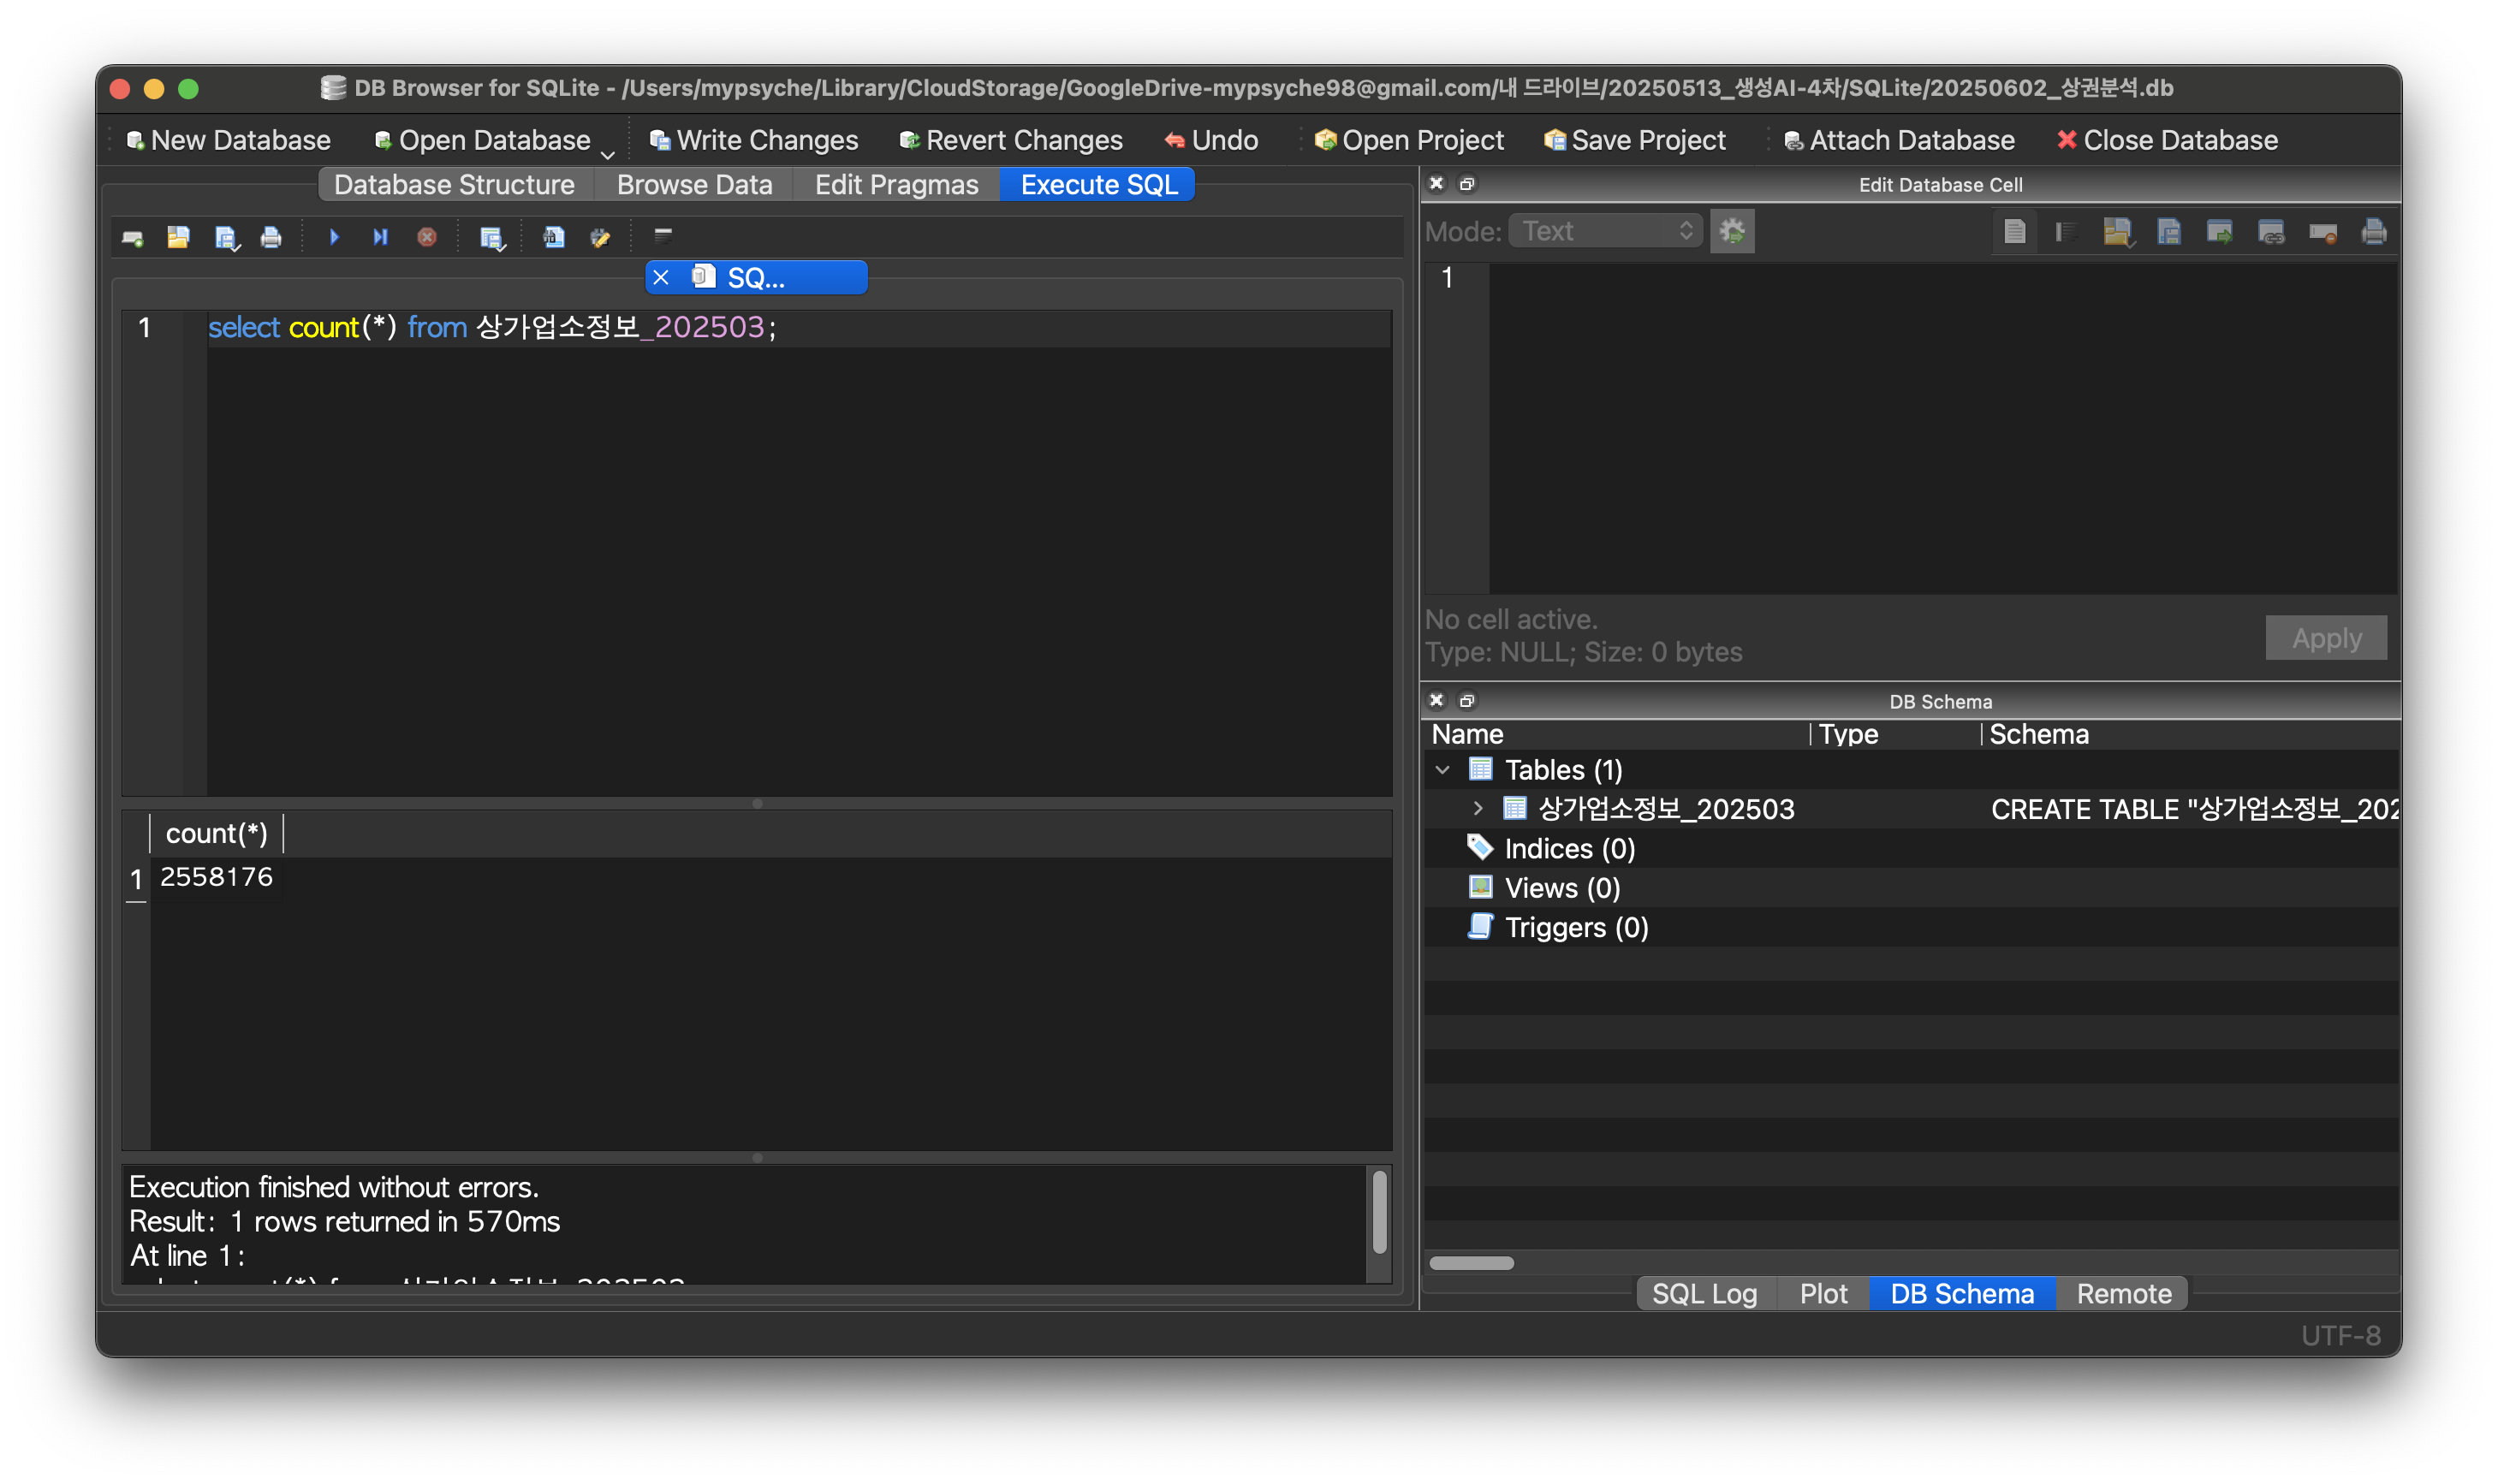 DB Browser for SQLite - /Users/mypsyche/Library/CloudStorage/GoogleDrive-mypsyche98@gmail.com/내 드라이브/20250513_생성AI-4차/SQLite/20250602_상권분석.db
New Database Open Database Write Changes Revert Changes Undo Open Project Save Project Attach Database Close Database
Database Structure Browse Data Edit Pragmas Execute SQL
SQ...
1 select count(*) from 상가업소정보_202503;
count(*)
1 2558176
Execution finished without errors.
Result: 1 rows returned in 570ms
At line 1:
Edit Database Cell
Mode: Text
1
No cell active.
Type: NULL; Size: 0 bytes
Apply
DB Schema
Name Type Schema
Tables (1)
상가업소정보_202503 CREATE TABLE "상가업소정보_202
Indices (0)
Views (0)
Triggers (0)
SQL Log Plot DB Schema Remote
UTF-8